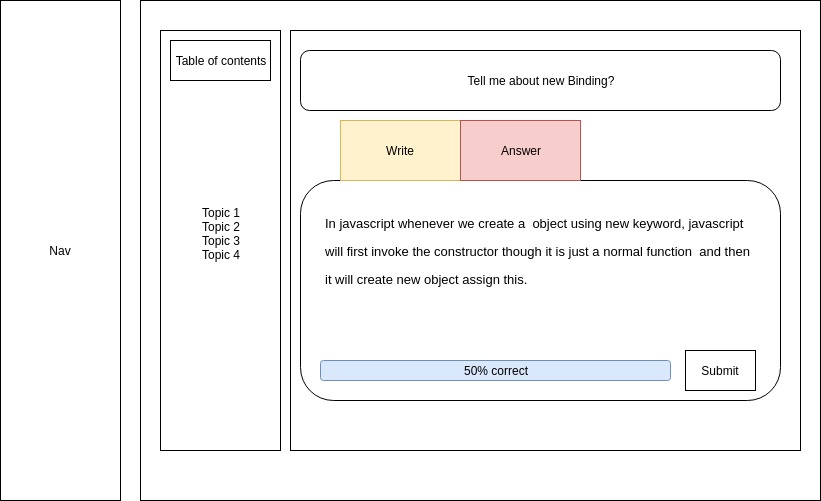 Nav
Table of contents
Topic 1
Topic 2
Topic 3
Topic 4
Tell me about new Binding?
Write
Answer
In javascript whenever we create a  object using new keyword, javascript
will first invoke the constructor though it is just a normal function  and then
it will create new object assign this.
50% correct
Submit